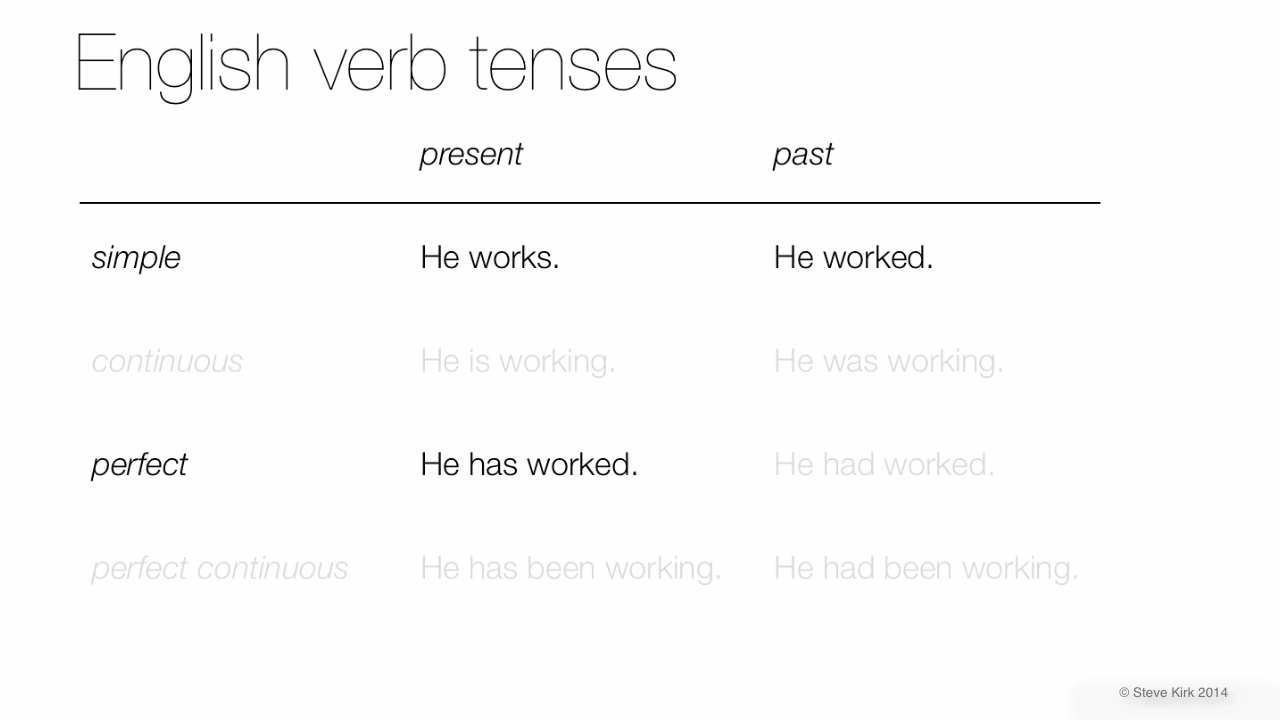 English verb tenses
present past
simple He works. He worked.
continuous He is working. He was working.
perfect He has worked. He had worked.
perfect continuous He has been working. He had been working.
© Steve Kirk 2014